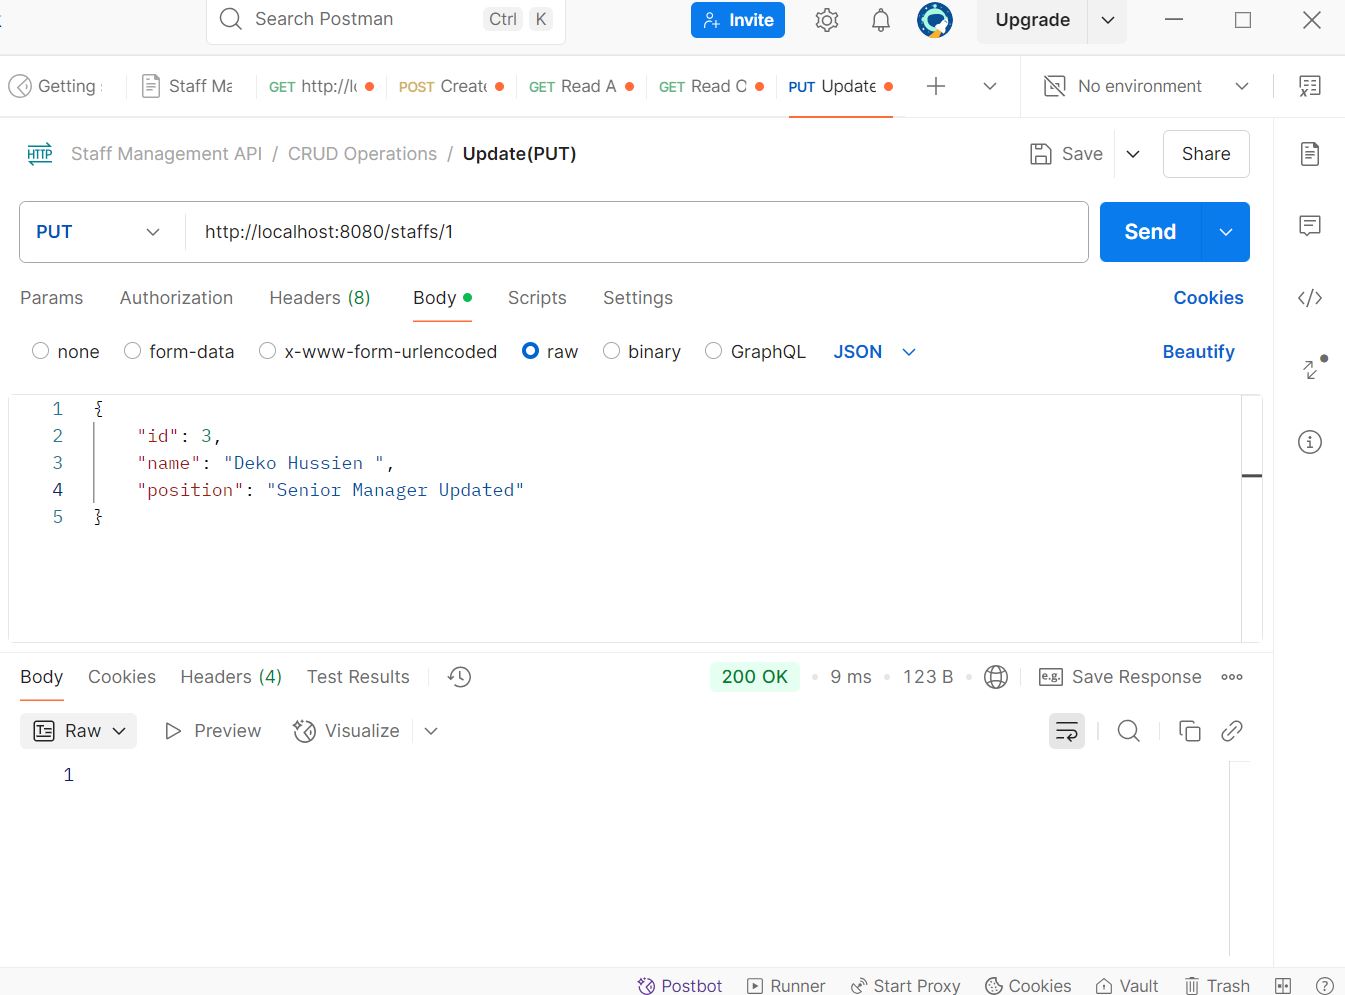 Search Postman Ctrl K Invite Upgrade
Getting Staff Ma GET http://lo POST Create GET Read A GET Read O PUT Update No environment
HTTP Staff Management API / CRUD Operations / Update(PUT) Save Share
PUT http://localhost:8080/staffs/1 Send
Params Authorization Headers (8) Body Scripts Settings Cookies
none form-data x-www-form-urlencoded raw binary GraphQL JSON Beautify
1 {
2 "id": 3,
3 "name": "Deko Hussien ",
4 "position": "Senior Manager Updated"
5 }
Body Cookies Headers (4) Test Results 200 OK 9 ms 123 B e.g. Save Response
Raw Preview Visualize
1
Postbot Runner Start Proxy Cookies Vault Trash